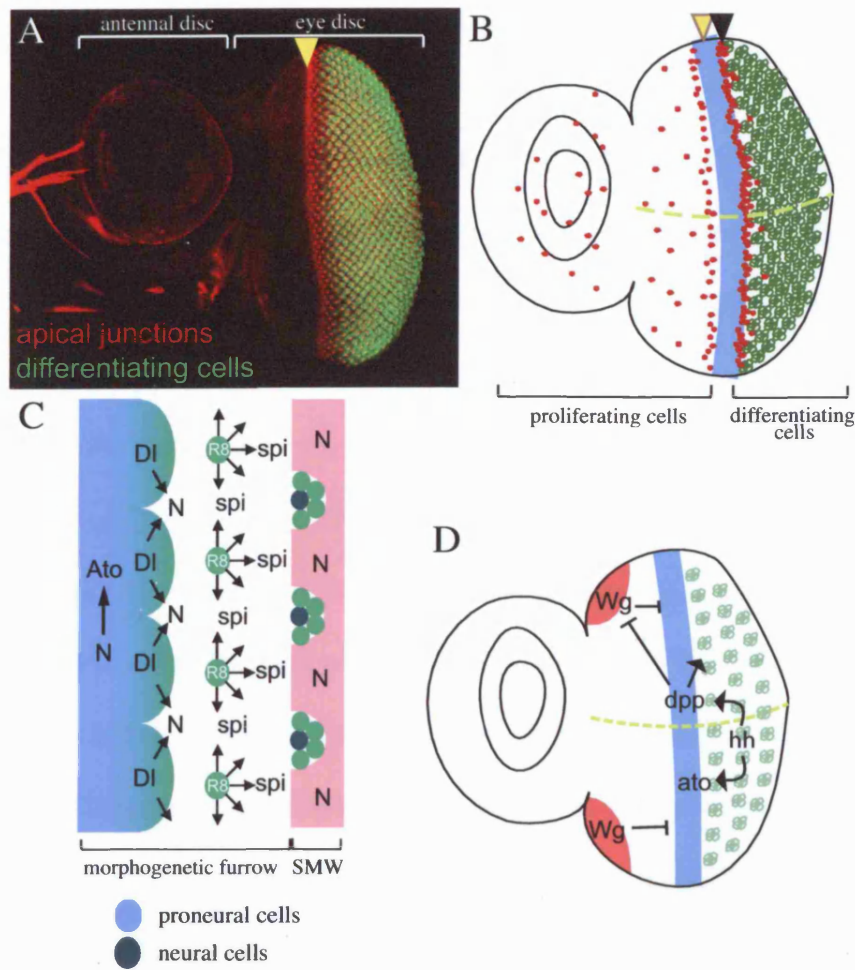 A
antennal disc
eye disc
apical junctions
differentiating cells
B
proliferating cells
differentiating
cells
C
Dl
N
Dl
Ato
N
N
Dl
N
Dl
R8
spi
spi
R8
spi
spi
R8
spi
spi
R8
spi
N
N
N
N
morphogenetic furrow
SMW
proneural cells
neural cells
D
Wg
dpp
hh
ato
Wg